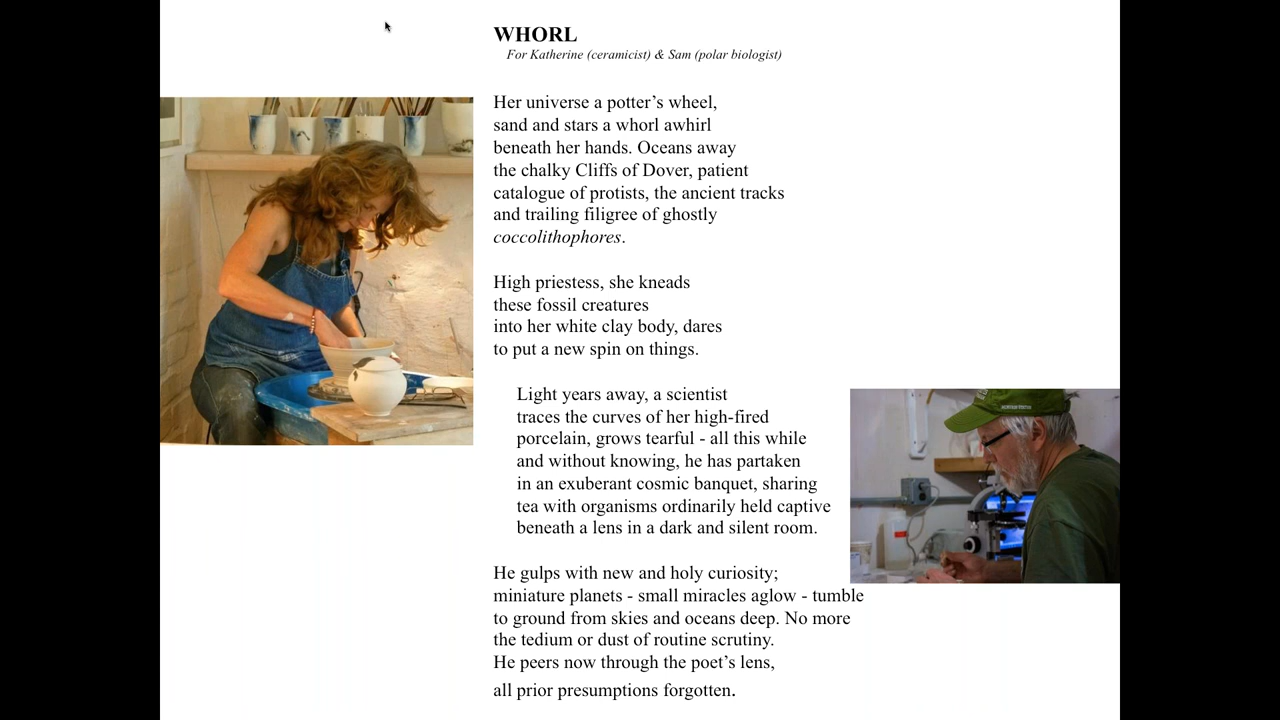 WHORL
For Katherine (ceramicist) & Sam (polar biologist)
Her universe a potter’s wheel,
sand and stars a whorl awhirl
beneath her hands. Oceans away
the chalky Cliffs of Dover, patient
catalogue of protists, the ancient tracks
and trailing filigree of ghostly
coccolithophores.
High priestess, she kneads
these fossil creatures
into her white clay body, dares
to put a new spin on things.
Light years away, a scientist
traces the curves of her high-fired
porcelain, grows tearful - all this while
and without knowing, he has partaken
in an exuberant cosmic banquet, sharing
tea with organisms ordinarily held captive
beneath a lens in a dark and silent room.
He gulps with new and holy curiosity;
miniature planets - small miracles aglow - tumble
to ground from skies and oceans deep. No more
the tedium or dust of routine scrutiny.
He peers now through the poet’s lens,
all prior presumptions forgotten.